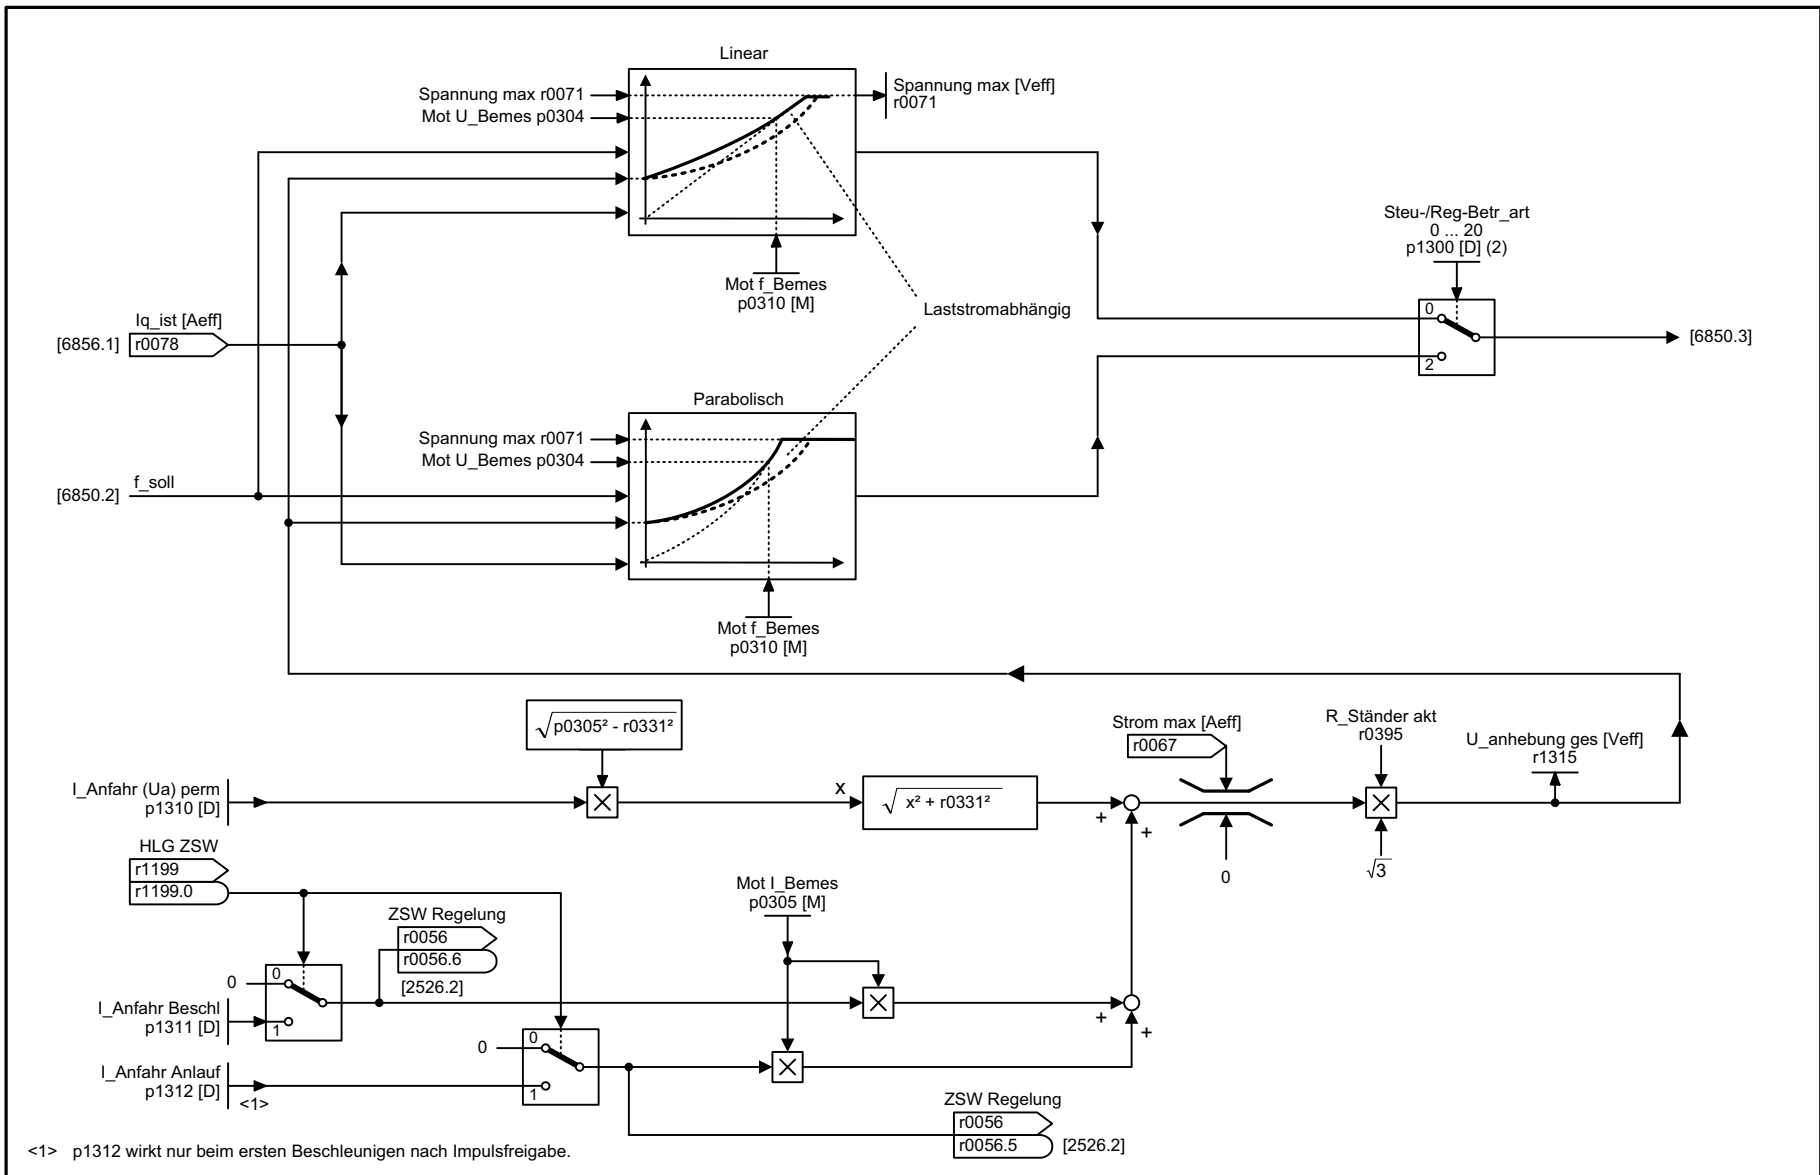 Linear
Spannung max r0071
Mot U_Bemes p0304
Spannung max [Veff]
r0071
Mot f_Bemes
p0310 [M]
Steu-/Reg-Betr_art
0 ... 20
p1300 [D] (2)
0
2
[6850.3]
Laststromabhängig
Iq_ist [Aeff]
[6856.1]
r0078
Parabolisch
Spannung max r0071
Mot U_Bemes p0304
[6850.2]
f_soll
Mot f_Bemes
p0310 [M]
√p0305² - r0331²
I_Anfahr (Ua) perm
p1310 [D]
×
x
√x² + r0331²
+
+
Strom max [Aeff]
r0067
0
R_Ständer akt
r0395
×
√3
U_anhebung ges [Veff]
r1315
HLG ZSW
r1199
r1199.0
ZSW Regelung
r0056
r0056.6
[2526.2]
Mot I_Bemes
p0305 [M]
0
0
I_Anfahr Beschl
p1311 [D]
1
×
+
+
0
0
I_Anfahr Anlauf
p1312 [D]
<1>
1
×
ZSW Regelung
r0056
r0056.5
[2526.2]
<1> p1312 wirkt nur beim ersten Beschleunigen nach Impulsfreigabe.